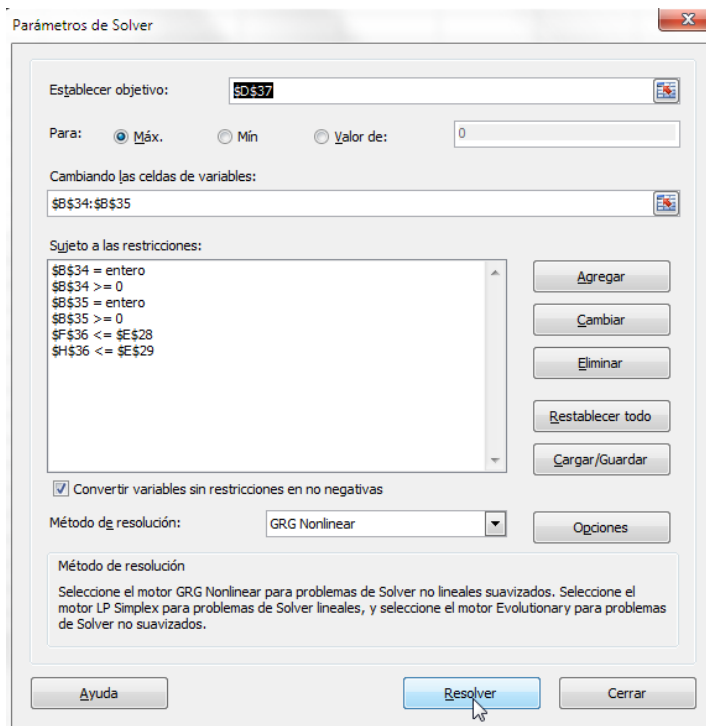 Parámetros de Solver
Establecer objetivo: $D$37
Para: Máx. Mín Valor de: 0
Cambiando las celdas de variables:
$B$34:$B$35
Sujeto a las restricciones:
$B$34 = entero
$B$34 >= 0
$B$35 = entero
$B$35 >= 0
$F$36 <= $E$28
$H$36 <= $E$29
Agregar
Cambiar
Eliminar
Restablecer todo
Cargar/Guardar
Convertir variables sin restricciones en no negativas
Método de resolución: GRG Nonlinear Opciones
Método de resolución
Seleccione el motor GRG Nonlinear para problemas de Solver no lineales suavizados. Seleccione el
motor LP Simplex para problemas de Solver lineales, y seleccione el motor Evolutionary para problemas
de Solver no suavizados.
Ayuda Resolver Cerrar